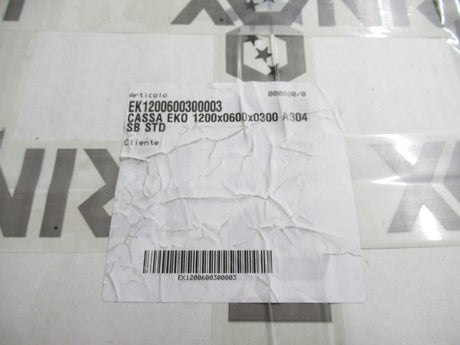 Articolo 000000/0
EK1200600300003
CASSA EKO 1200x0600x0300 A304
SB STD
Cliente
EK1200600300003